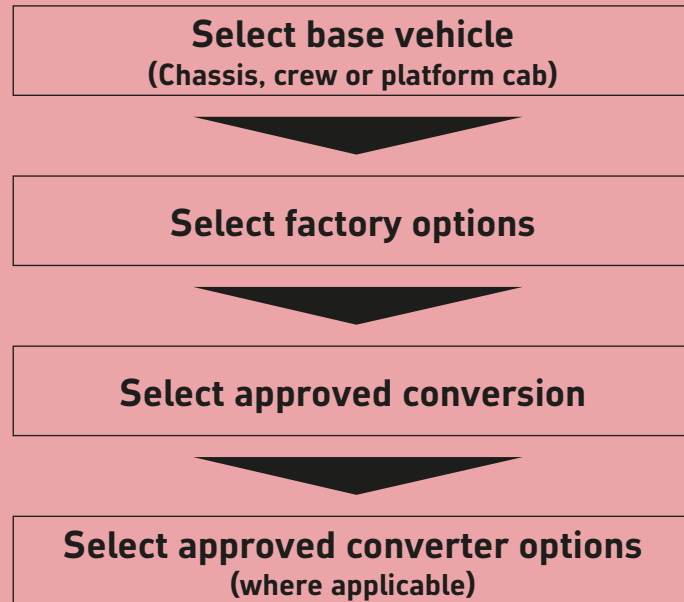 Select base vehicle
(Chassis, crew or platform cab)
Select factory options
Select approved conversion
Select approved converter options
(where applicable)